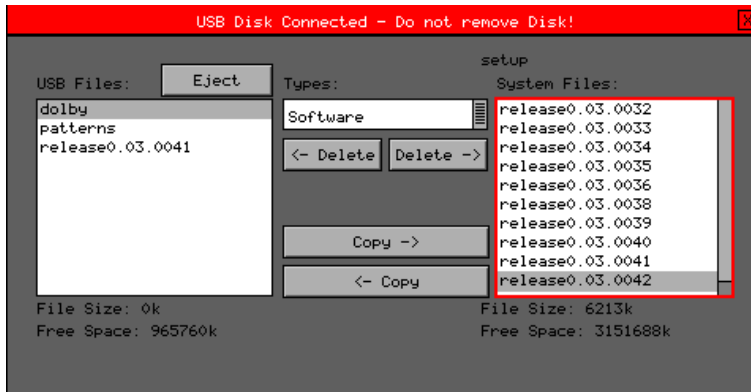 USB Disk Connected - Do not remove Disk!
X
setup
USB Files:
Eject
Types:
System Files:
dolby
patterns
release0.03.0041
Software
<- Delete
Delete ->
Copy ->
<- Copy
release0.03.0032
release0.03.0033
release0.03.0034
release0.03.0035
release0.03.0036
release0.03.0038
release0.03.0039
release0.03.0040
release0.03.0041
release0.03.0042
File Size: 0k
Free Space: 965760k
File Size: 6213k
Free Space: 3151688k